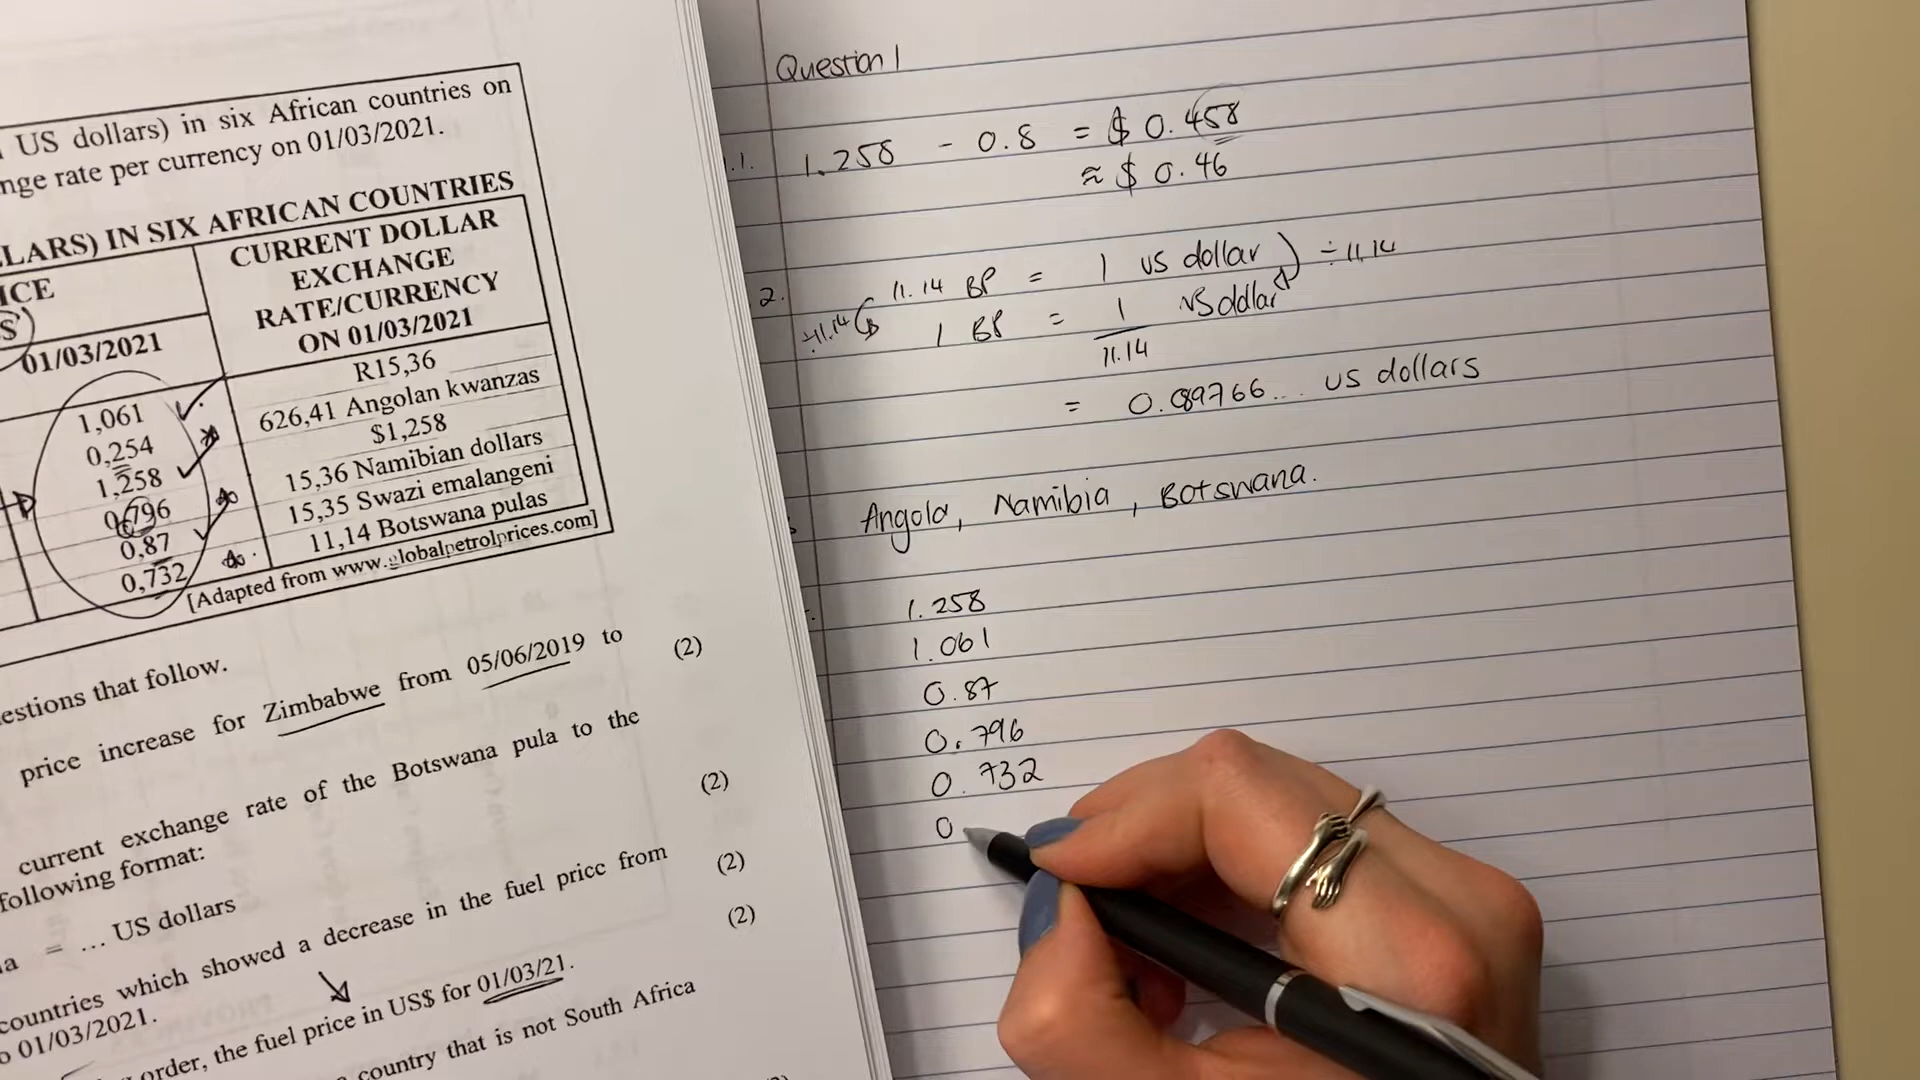 US dollars) in six African countries on
nge rate per currency on 01/03/2021.
LLARS) IN SIX AFRICAN COUNTRIES
ICE
S
01/03/2021
CURRENT DOLLAR
EXCHANGE
RATE/CURRENCY
ON 01/03/2021
1,061 R15,36
0,254 626,41 Angolan kwanzas
1,258 $1,258
0,796 15,36 Namibian dollars
0,87 15,35 Swazi emalangeni
0,732 11,14 Botswana pulas
[Adapted from www.globalpetrolprices.com]
estions that follow.
price increase for Zimbabwe from 05/06/2019 to (2)
current exchange rate of the Botswana pula to the
following format: (2)
a = ... US dollars
countries which showed a decrease in the fuel price from (2)
o 01/03/2021.
order, the fuel price in US$ for 01/03/21. (2)
country that is not South Africa
Question 1
1.1. 1.258 - 0.8 = $ 0.458
≈ $ 0.46
2. 11.14 BP = 1 US dollar ÷ 11.14
÷11.14 1 BP = 1/11.14 US dollar
= 0.089766... US dollars
Angola, Namibia, Botswana.
1.258
1.061
0.87
0.796
0.732
0